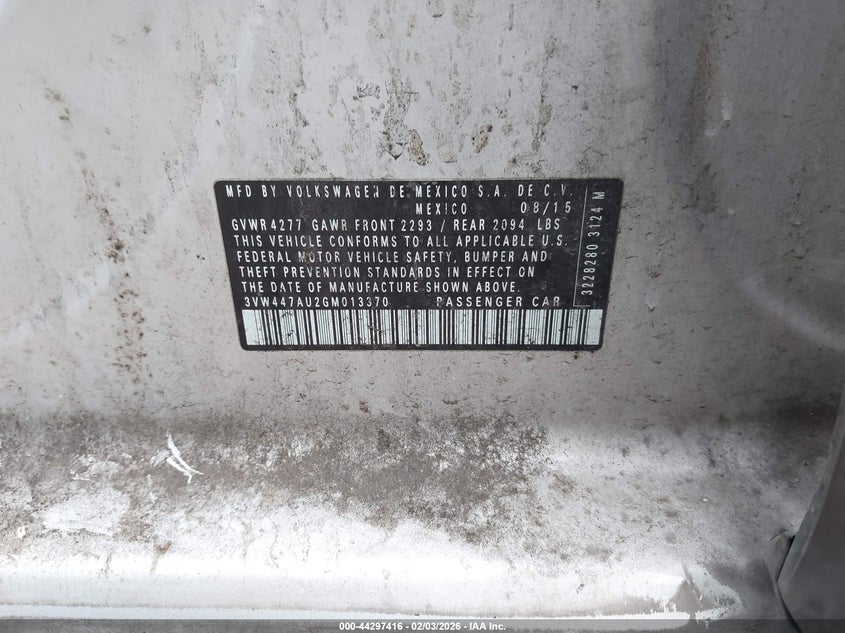 MFD BY VOLKSWAGEN DE MEXICO S.A. DE C.V.
MEXICO 08/15
GVWR 4277 GAWR FRONT 2293 / REAR 2094 LBS
THIS VEHICLE CONFORMS TO ALL APPLICABLE U.S.
FEDERAL MOTOR VEHICLE SAFETY, BUMPER AND
THEFT PREVENTION STANDARDS IN EFFECT ON
THE DATE OF MANUFACTURE SHOWN ABOVE.
3VW447AU2GM013370 PASSENGER CAR
3228280 3124 M
000-44297416 - 02/03/2026 - IAA Inc.